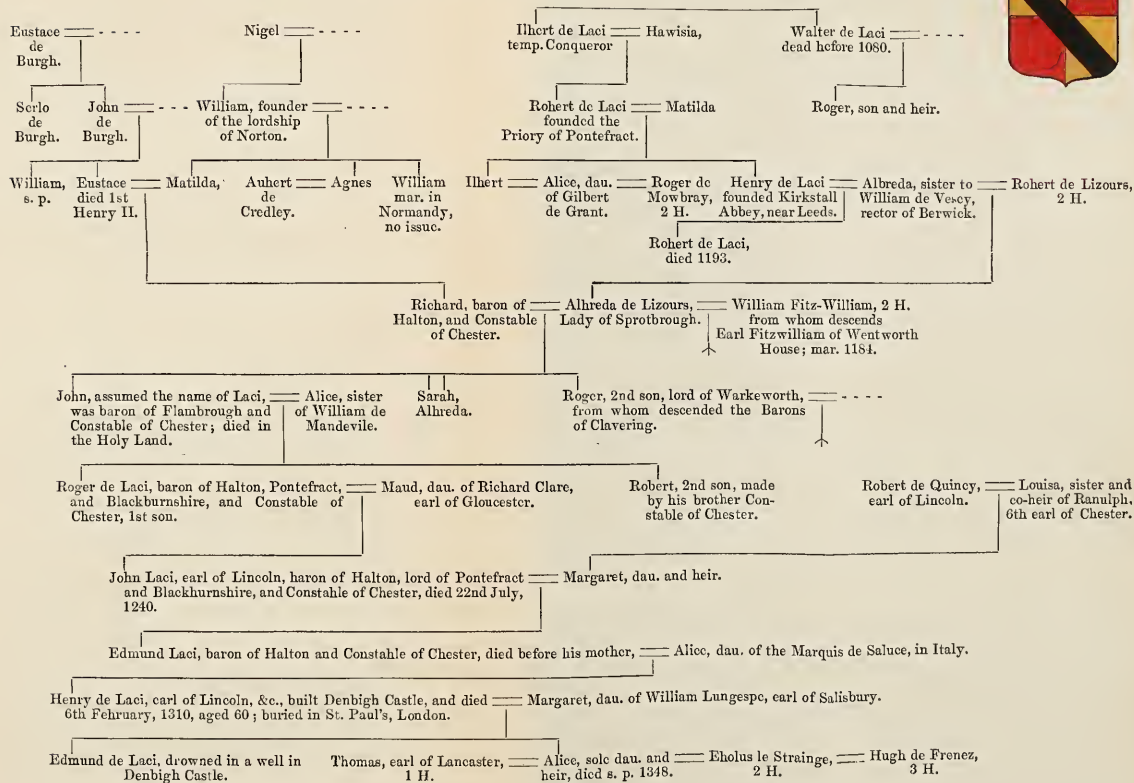 Eustace
de
Burgh.
Nigel
Ilbert de Laci
temp. Conqueror
Hawisia,
Walter de Laci
dead before 1080.
Serlo
de
Burgh.
John
de
Burgh.
William, founder
of the lordship
of Norton.
Robert de Laci
founded the
Priory of Pontefract.
Matilda
Roger, son and heir.
William,
s. p.
Eustace
died 1st
Henry II.
Matilda,
Aubert
de
Credley.
Agnes
William
mar. in
Normandy,
no issue.
Ilbert
Alice, dau.
of Gilbert
de Grant.
Roger de
Mowbray,
2 H.
Henry de Laci
founded Kirkstall
Abbey, near Leeds.
Albreda, sister to
William de Vescy,
rector of Berwick.
Robert de Lizours,
2 H.
Robert de Laci,
died 1193.
Richard, baron of
Halton, and Constable
of Chester.
Albreda de Lizours,
Lady of Sprotbrough.
William Fitz-William, 2 H.
from whom descends
Earl Fitzwilliam of Wentworth
House; mar. 1184.
John, assumed the name of Laci,
was baron of Flambrough and
Constable of Chester; died in
the Holy Land.
Alice, sister
of William de
Mandevile.
Sarah,
Albreda.
Roger, 2nd son, lord of Warkeworth,
from whom descended the Barons
of Clavering.
Roger de Laci, baron of Halton, Pontefract,
and Blackburnshire, and Constable of
Chester, 1st son.
Maud, dau. of Richard Clare,
earl of Gloucester.
Robert, 2nd son, made
by his brother Con-
stable of Chester.
Robert de Quincy,
earl of Lincoln.
Louisa, sister and
co-heir of Ranulph,
6th earl of Chester.
John Laci, earl of Lincoln, baron of Halton, lord of Pontefract
and Blackburnshire, and Constable of Chester, died 22nd July,
1240.
Margaret, dau. and heir.
Edmund Laci, baron of Halton and Constable of Chester, died before his mother,
Alice, dau. of the Marquis de Saluce, in Italy.
Henry de Laci, earl of Lincoln, &c., built Denbigh Castle, and died
6th February, 1310, aged 60; buried in St. Paul's, London.
Margaret, dau. of William Lungespe, earl of Salisbury.
Edmund de Laci, drowned in a well in
Denbigh Castle.
Thomas, earl of Lancaster,
1 H.
Alice, sole dau. and
heir, died s. p. 1348.
Eholus le Strainge,
2 H.
Hugh de Frenez,
3 H.